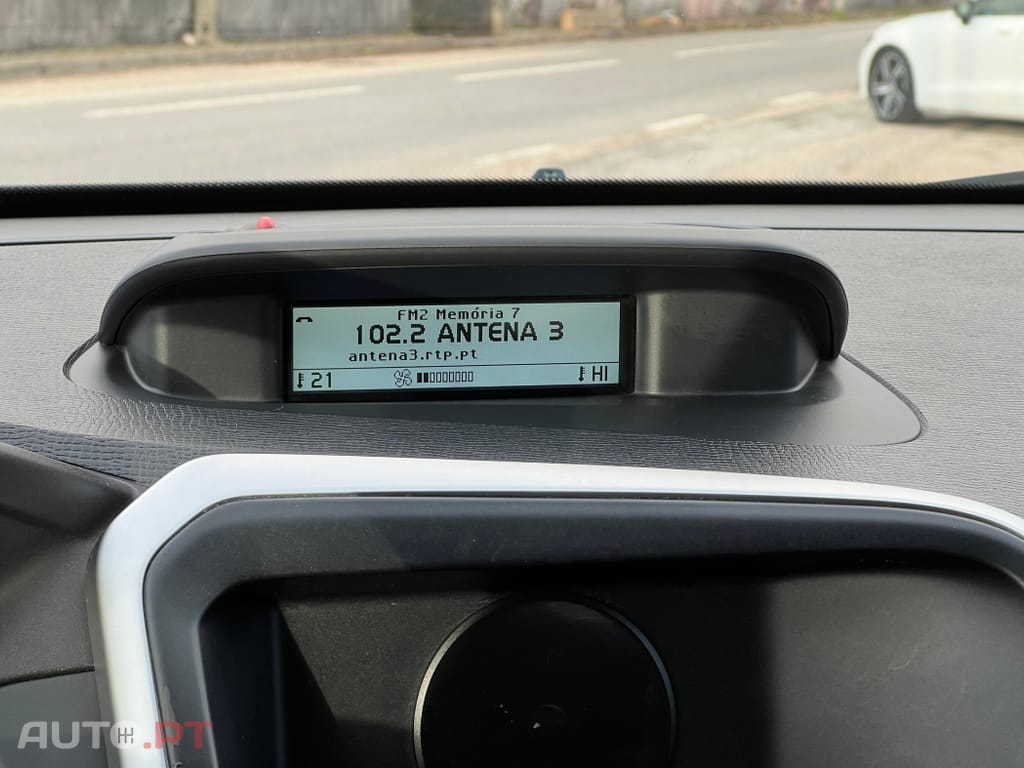 FM2 Memória 7
102.2 ANTENA 3
antena3.rtp.pt
21 HI
AUTO.PT